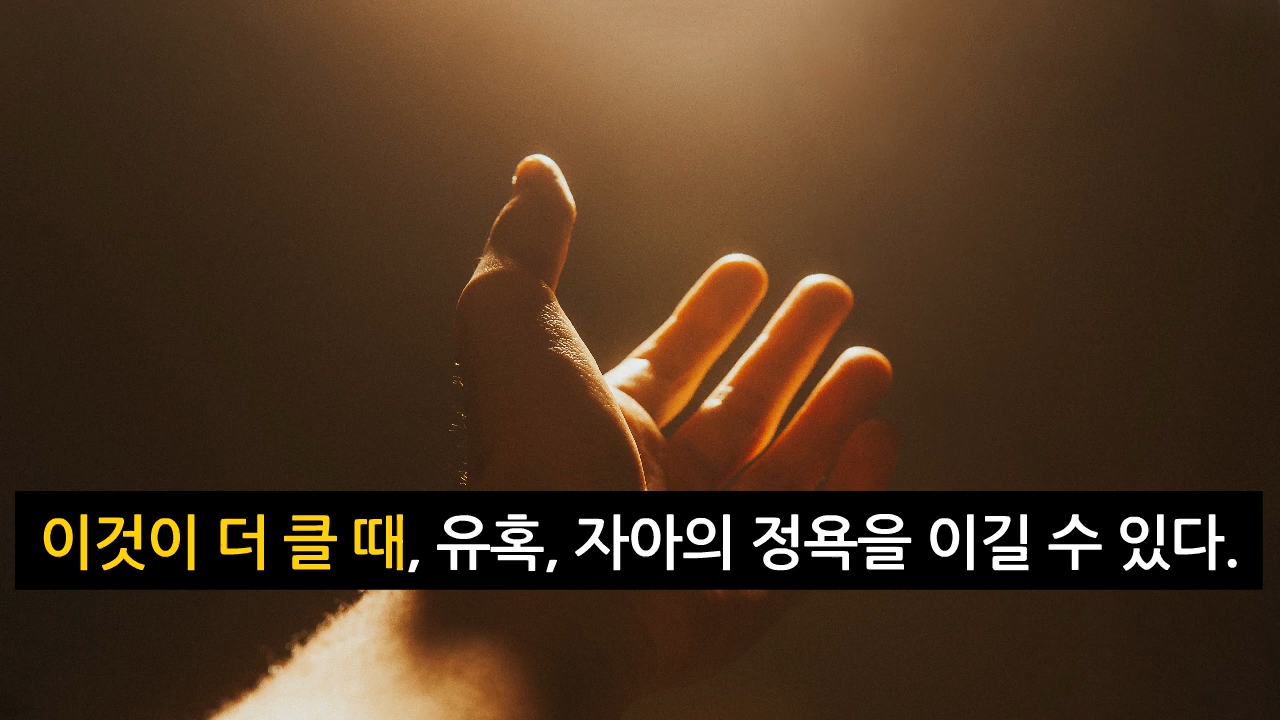 이것이 더 클 때, 유혹, 자아의 정욕을 이길 수 있다.